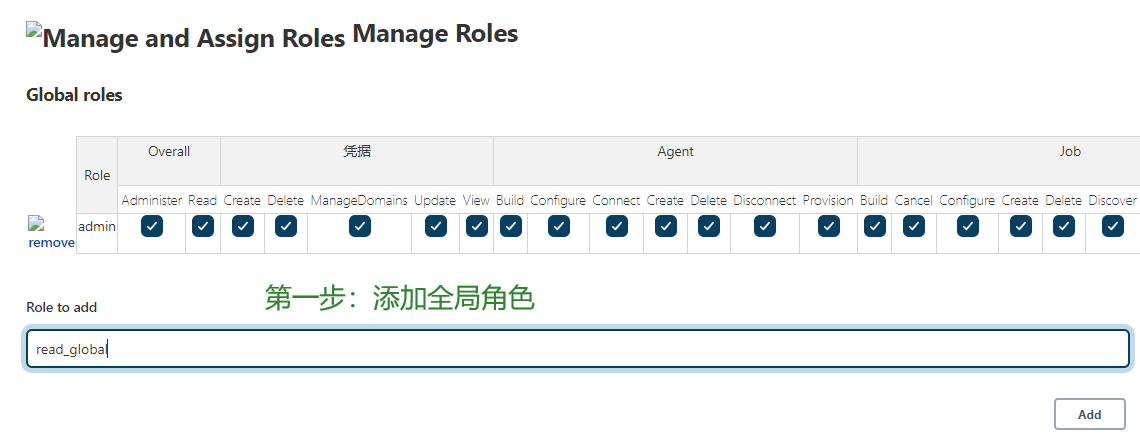 Manage and Assign Roles Manage Roles
Global roles
Role Overall 凭据 Agent Job
Administer Read Create Delete ManageDomains Update View Build Configure Connect Create Delete Disconnect Provision Build Cancel Configure Create Delete Discover
remove admin
第一步：添加全局角色
Role to add
read_global
Add